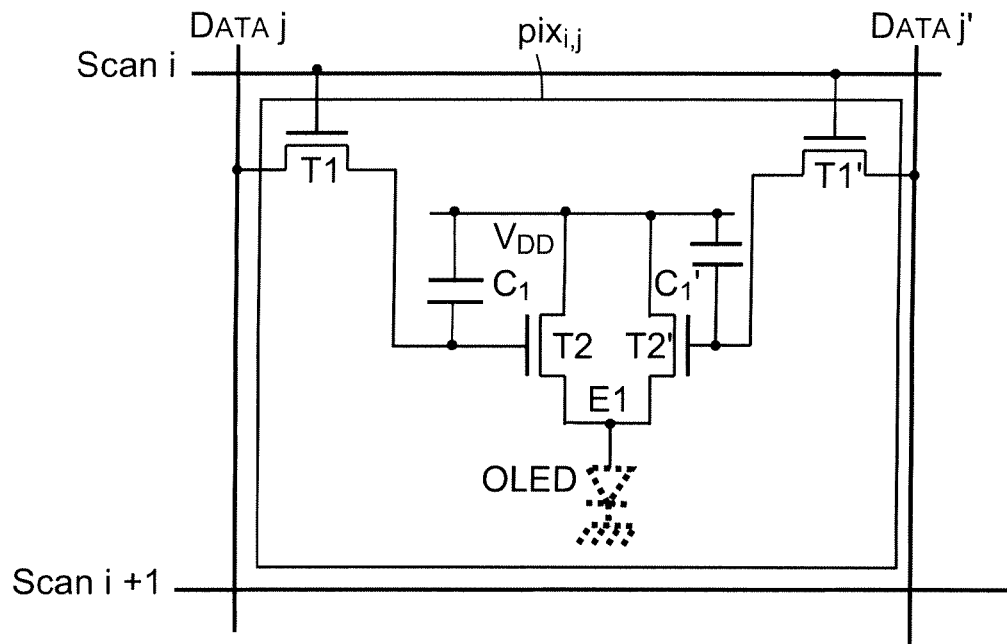 DATA j
pixi,j
DATA j'
Scan i
T1
T1'
VDD
C1
C1'
T2
T2'
E1
OLED
Scan i +1